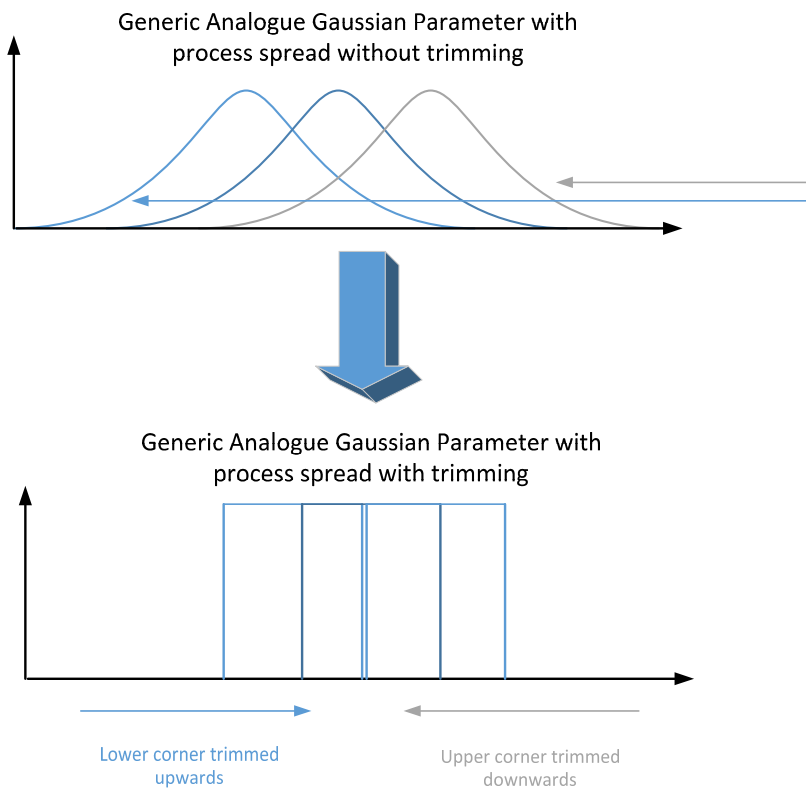 Generic Analogue Gaussian Parameter with
process spread without trimming
Generic Analogue Gaussian Parameter with
process spread with trimming
Lower corner trimmed
upwards
Upper corner trimmed
downwards